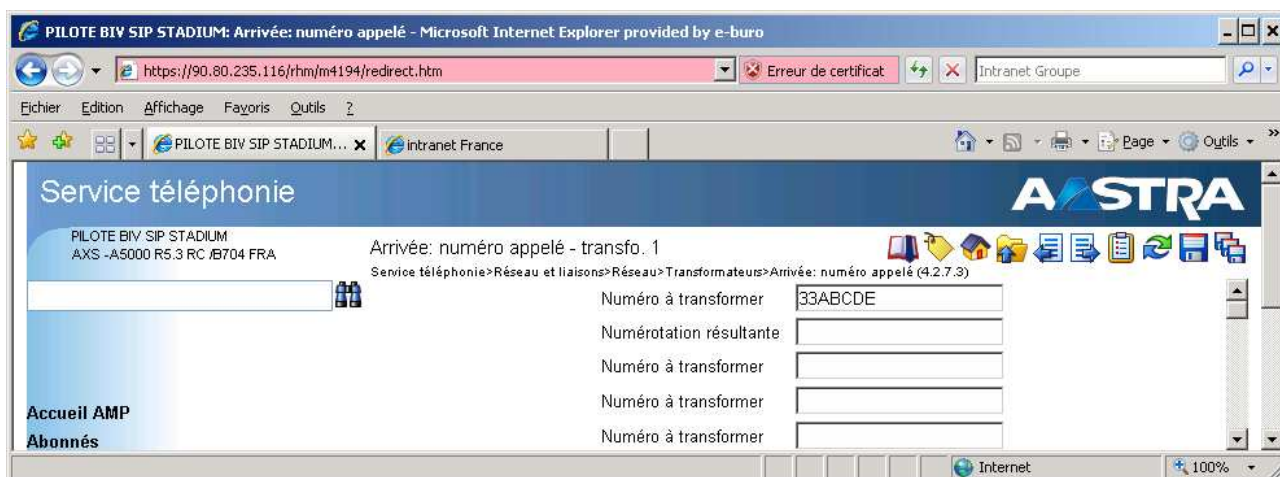 PILOTE BIV SIP STADIUM: Arrivée: numéro appelé - Microsoft Internet Explorer provided by e-buro
https://90.80.235.116/rhm/m4194/redirect.htm Erreur de certificat Intranet Groupe
Fichier Edition Affichage Favoris Outils ?
PILOTE BIV SIP STADIUM... intranet France Page Outils »
Service téléphonie AASTRA
PILOTE BIV SIP STADIUM
AXS -A5000 R5.3 RC /B704 FRA
Arrivée: numéro appelé - transfo. 1
Service téléphonie>Réseau et liaisons>Réseau>Transformateurs>Arrivée: numéro appelé (4.2.7.3)
Numéro à transformer 33ABCDE
Numérotation résultante
Numéro à transformer
Numéro à transformer
Accueil AMP
Numéro à transformer
Abonnés
Internet 100%